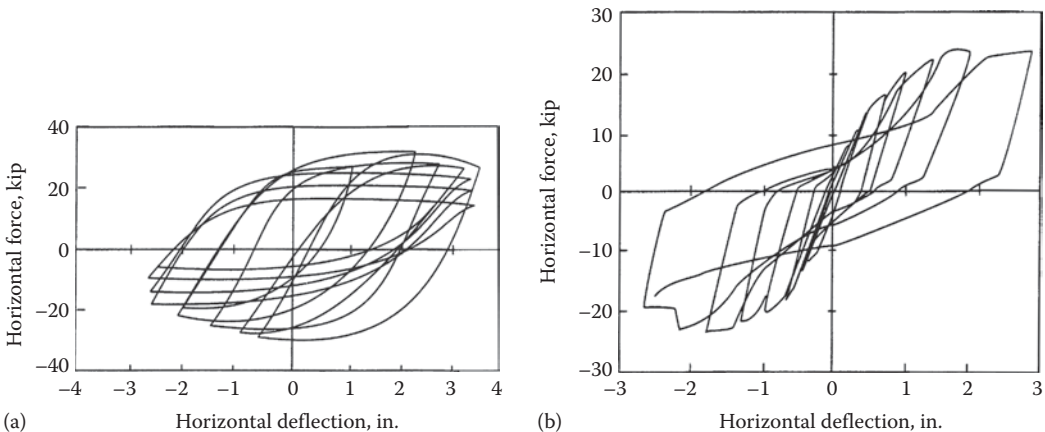 Horizontal force, kip
40
20
0
−20
−40
−4 −3 −2 −1 0 1 2 3 4
(a) Horizontal deflection, in.
Horizontal force, kip
30
20
10
0
−10
−20
−30
−3 −2 −1 0 1 2 3
(b) Horizontal deflection, in.